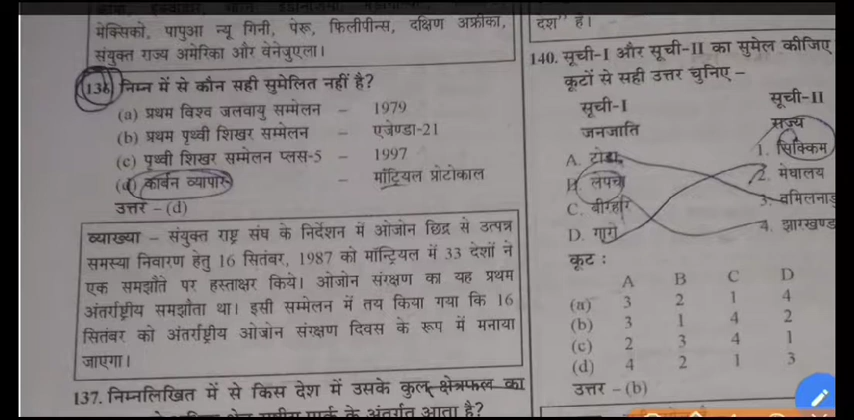 मेक्सिको, पापुआ न्यू गिनी, पेरू, फिलीपीन्स, दक्षिण अफ्रीका,
संयुक्त राज्य अमेरिका और वेनेजुएला।
136. निम्न में से कौन सही सुमेलित नहीं है?
(a) प्रथम विश्व जलवायु सम्मेलन – 1979
(b) प्रथम पृथ्वी शिखर सम्मेलन – एजेण्डा-21
(c) पृथ्वी शिखर सम्मेलन प्लस-5 – 1997
(d) कार्बन व्यापार – मॉट्रियल प्रोटोकाल
उत्तर – (d)
व्याख्या – संयुक्त राष्ट्र संघ के निर्देशन में ओजोन छिद्र से उत्पन्न
समस्या निवारण हेतु 16 सितंबर, 1987 को मॉन्ट्रियल में 33 देशों ने
एक समझौते पर हस्ताक्षर किये। ओजोन संरक्षण का यह प्रथम
अंतर्राष्ट्रीय समझौता था। इसी सम्मेलन में तय किया गया कि 16
सितंबर को अंतर्राष्ट्रीय ओजोन संरक्षण दिवस के रूप में मनाया
जाएगा।
137. निम्नलिखित में से किस देश में उसके कुल क्षेत्रफल का
के अंतर्गत आता है?
देश" है।
140. सूची-I और सूची-II का सुमेल कीजिए
कूटों से सही उत्तर चुनिए –
सूची-I सूची-II
जनजाति राज्य
A. टोडा 1. सिक्किम
B. लेपचा 2. मेघालय
C. बीरहोर 3. तमिलनाडु
D. गारो 4. झारखण्ड
कूट :
A B C D
(a) 3 2 1 4
(b) 3 1 4 2
(c) 2 3 4 1
(d) 4 2 1 3
उत्तर – (b)